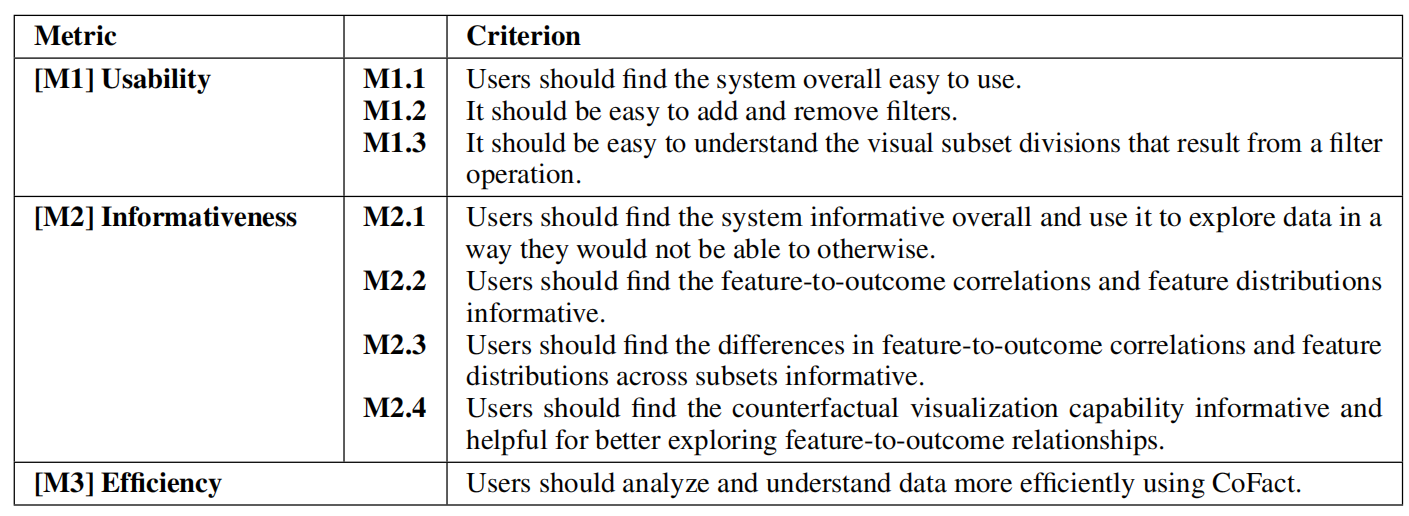 Metric Criterion
[M1] Usability M1.1 Users should find the system overall easy to use.
M1.2 It should be easy to add and remove filters.
M1.3 It should be easy to understand the visual subset divisions that result from a filter
operation.
[M2] Informativeness M2.1 Users should find the system informative overall and use it to explore data in a
way they would not be able to otherwise.
M2.2 Users should find the feature-to-outcome correlations and feature distributions
informative.
M2.3 Users should find the differences in feature-to-outcome correlations and feature
distributions across subsets informative.
M2.4 Users should find the counterfactual visualization capability informative and
helpful for better exploring feature-to-outcome relationships.
[M3] Efficiency Users should analyze and understand data more efficiently using CoFact.